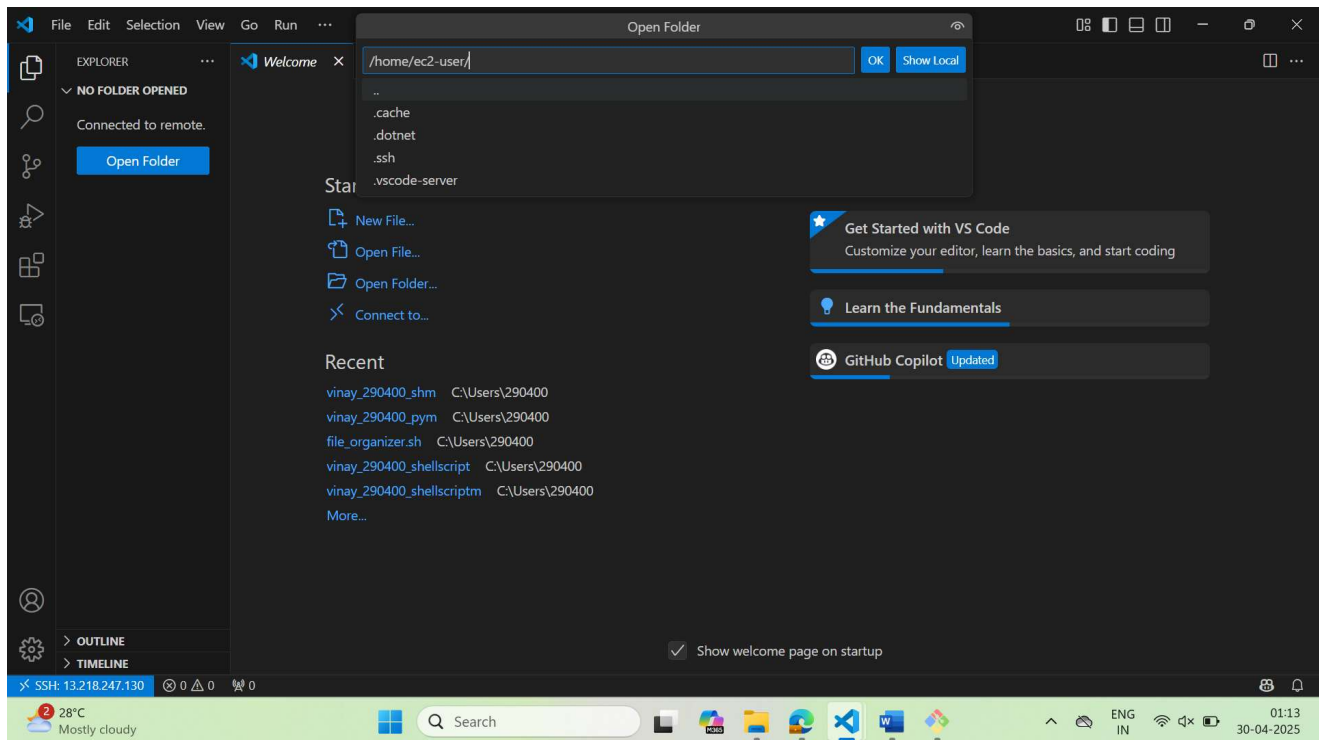 File Edit Selection View Go Run ···
Open Folder
/home/ec2-user/
OK Show Local
..
.cache
.dotnet
.ssh
.vscode-server
EXPLORER ···
NO FOLDER OPENED
Connected to remote.
Open Folder
Welcome
Star
New File...
Open File...
Open Folder...
Connect to...
Recent
vinay_290400_shm C:\Users\290400
vinay_290400_pym C:\Users\290400
file_organizer.sh C:\Users\290400
vinay_290400_shellscript C:\Users\290400
vinay_290400_shellscriptm C:\Users\290400
More...
Get Started with VS Code
Customize your editor, learn the basics, and start coding
Learn the Fundamentals
GitHub Copilot Updated
Show welcome page on startup
OUTLINE
TIMELINE
SSH: 13.218.247.130 0 0 0
2
28°C
Mostly cloudy
Search
M365
ENG
IN
01:13
30-04-2025